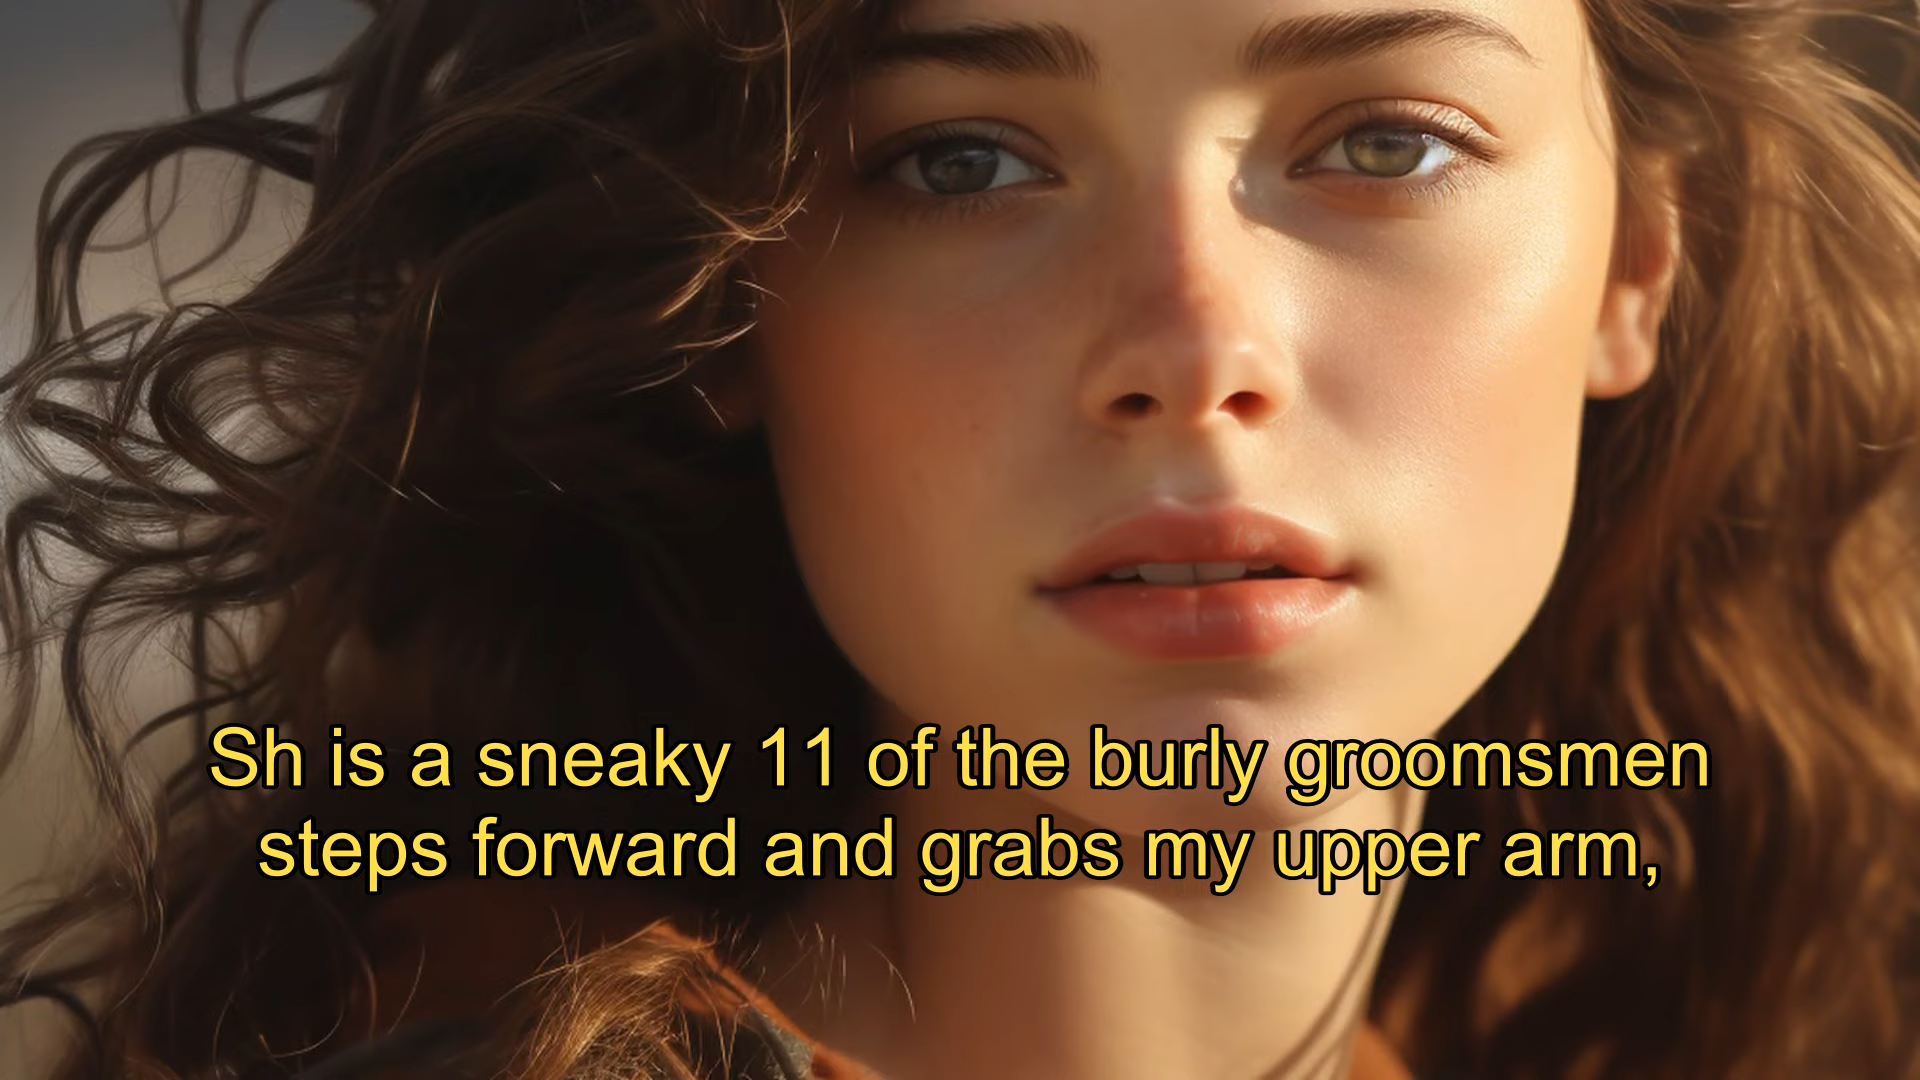 Sh is a sneaky 11 of the burly groomsmen
steps forward and grabs my upper arm,